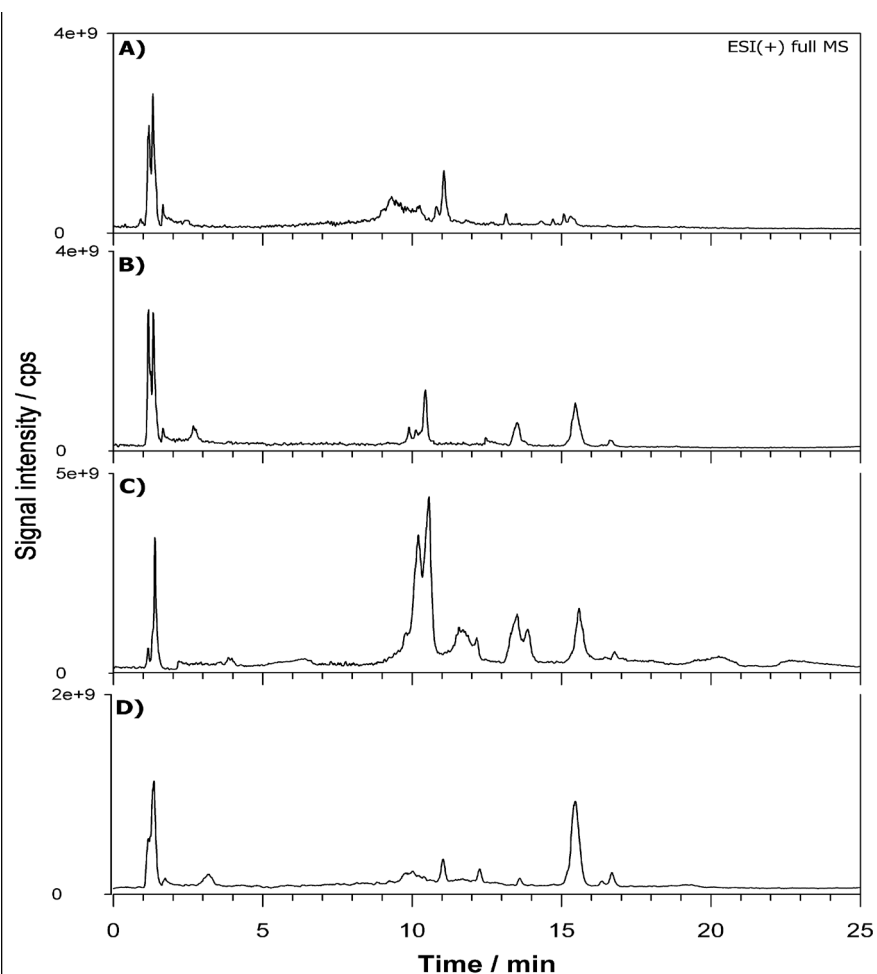 4e+9
A)
ESI(+) full MS
0
4e+9
B)
0
Signal intensity / cps
5e+9
C)
0
2e+9
D)
0
0 5 10 15 20 25
Time / min